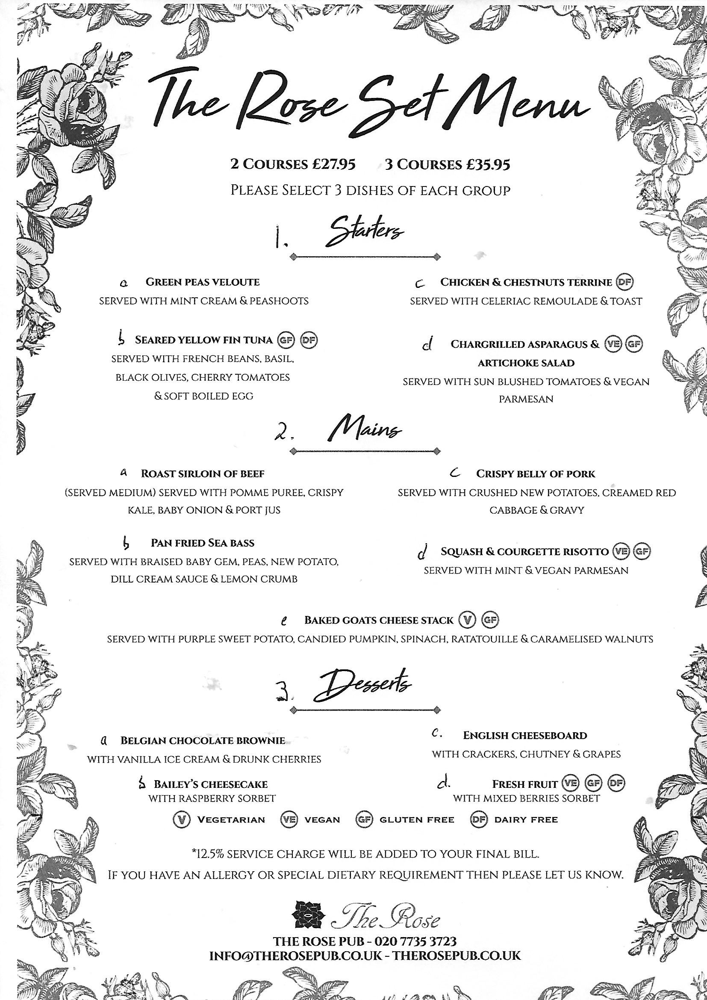 The Rose Set Menu
2 COURSES £27.95 3 COURSES £35.95
PLEASE SELECT 3 DISHES OF EACH GROUP
1. Starters
a GREEN PEAS VELOUTE
SERVED WITH MINT CREAM & PEASHOOTS
b SEARED YELLOW FIN TUNA GF DF
SERVED WITH FRENCH BEANS, BASIL,
BLACK OLIVES, CHERRY TOMATOES
& SOFT BOILED EGG
c CHICKEN & CHESTNUTS TERRINE DF
SERVED WITH CELERIAC REMOULADE & TOAST
d CHARGRILLED ASPARAGUS & VE GF
ARTICHOKE SALAD
SERVED WITH SUN BLUSHED TOMATOES & VEGAN
PARMESAN
2. Mains
a ROAST SIRLOIN OF BEEF
(SERVED MEDIUM) SERVED WITH POMME PUREE, CRISPY
KALE, BABY ONION & PORT JUS
b PAN FRIED SEA BASS
SERVED WITH BRAISED BABY GEM, PEAS, NEW POTATO,
DILL CREAM SAUCE & LEMON CRUMB
c CRISPY BELLY OF PORK
SERVED WITH CRUSHED NEW POTATOES, CREAMED RED
CABBAGE & GRAVY
d SQUASH & COURGETTE RISOTTO VE GF
SERVED WITH MINT & VEGAN PARMESAN
e BAKED GOATS CHEESE STACK V GF
SERVED WITH PURPLE SWEET POTATO, CANDIED PUMPKIN, SPINACH, RATATOUILLE & CARAMELISED WALNUTS
3. Desserts
a BELGIAN CHOCOLATE BROWNIE
WITH VANILLA ICE CREAM & DRUNK CHERRIES
b BAILEY'S CHEESECAKE
WITH RASPBERRY SORBET
c. ENGLISH CHEESEBOARD
WITH CRACKERS, CHUTNEY & GRAPES
d. FRESH FRUIT VE GF DF
WITH MIXED BERRIES SORBET
V VEGETARIAN VE VEGAN GF GLUTEN FREE DF DAIRY FREE
*12.5% SERVICE CHARGE WILL BE ADDED TO YOUR FINAL BILL.
IF YOU HAVE AN ALLERGY OR SPECIAL DIETARY REQUIREMENT THEN PLEASE LET US KNOW.
The Rose
THE ROSE PUB - 020 7735 3723
INFO@THEROSEPUB.CO.UK - THEROSEPUB.CO.UK